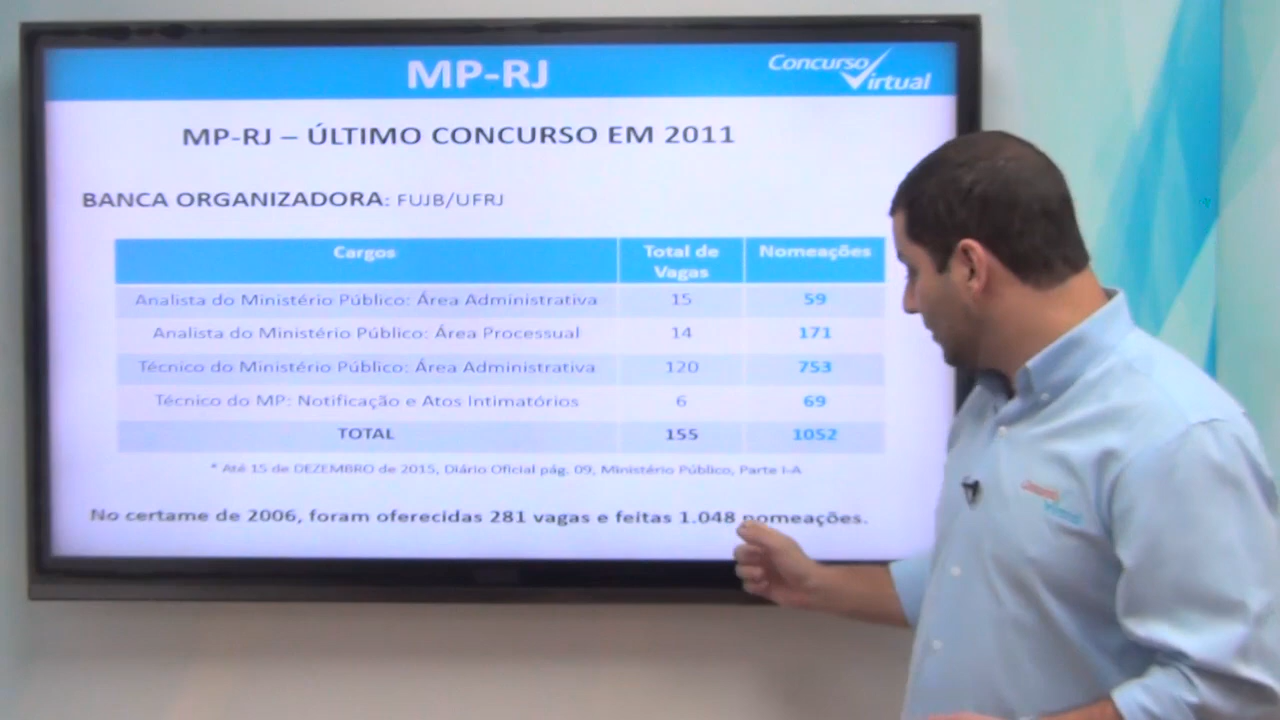 MP-RJ
Concurso Virtual
MP-RJ – ÚLTIMO CONCURSO EM 2011
BANCA ORGANIZADORA: FUJB/UFRJ
Cargos Total de Vagas Nomeações
Analista do Ministério Público: Área Administrativa 15 59
Analista do Ministério Público: Área Processual 14 171
Técnico do Ministério Público: Área Administrativa 120 753
Técnico do MP: Notificação e Atos Intimatórios 6 69
TOTAL 155 1052
* Até 15 de DEZEMBRO de 2015, Diário Oficial pág. 09, Ministério Público, Parte I-A
No certame de 2006, foram oferecidas 281 vagas e feitas 1.048 nomeações.